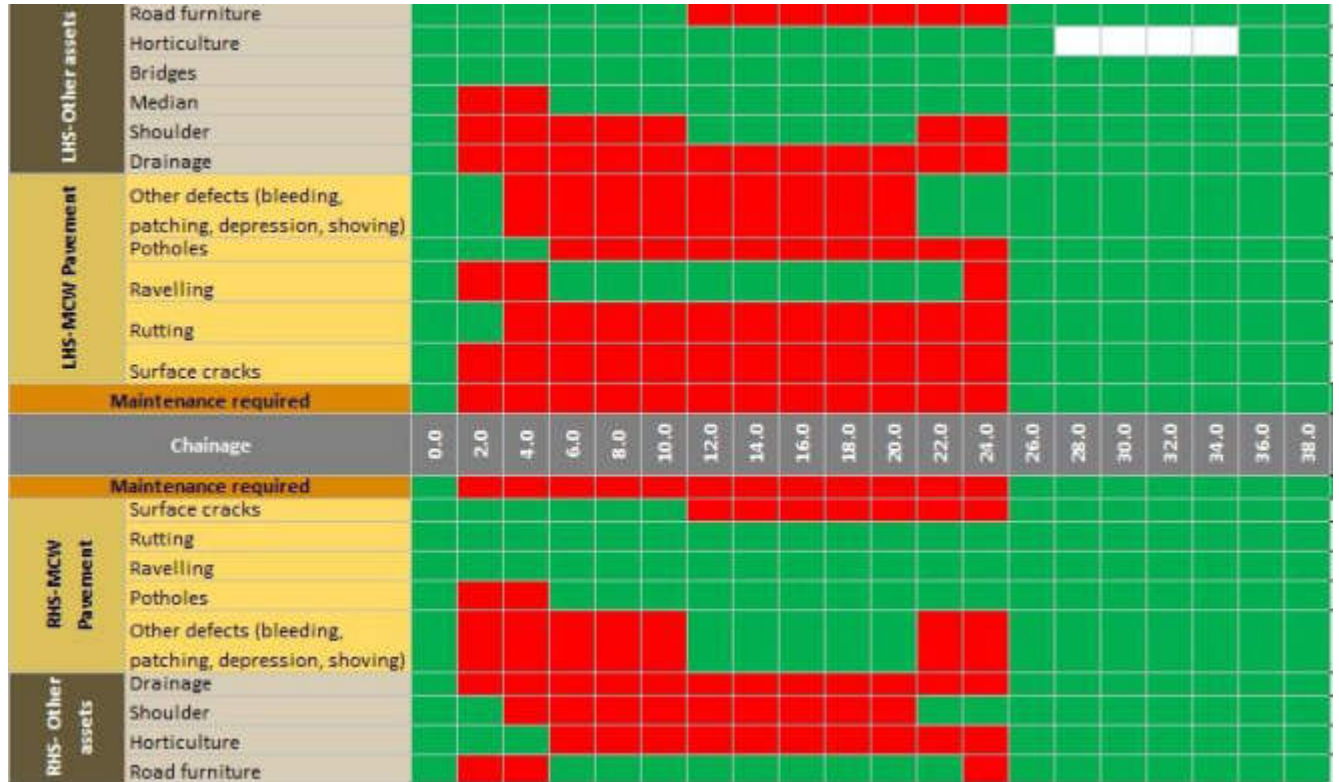 LHS-Other assets
Road furniture
Horticulture
Bridges
Median
Shoulder
Drainage
LHS-MCW Pavement
Other defects (bleeding,
patching, depression, shoving)
Potholes
Ravelling
Rutting
Surface cracks
Maintenance required
Chainage 0.0 2.0 4.0 6.0 8.0 10.0 12.0 14.0 16.0 18.0 20.0 22.0 24.0 26.0 28.0 30.0 32.0 34.0 36.0 38.0
Maintenance required
RHS-MCW
Pavement
Surface cracks
Rutting
Ravelling
Potholes
Other defects (bleeding,
patching, depression, shoving)
RHS- Other
assets
Drainage
Shoulder
Horticulture
Road furniture